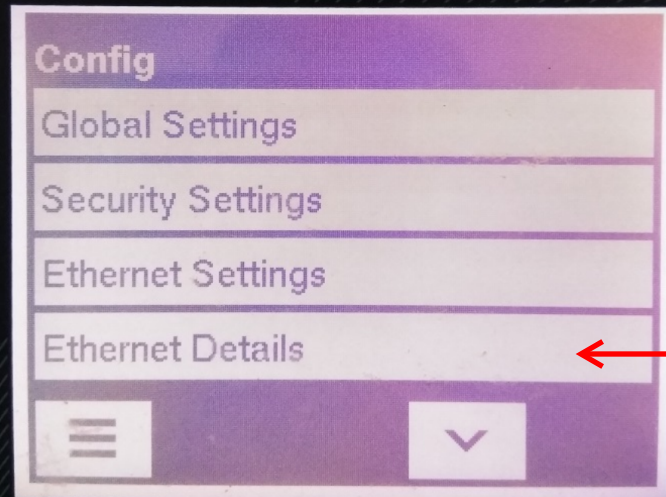 Config
Global Settings
Security Settings
Ethernet Settings
Ethernet Details